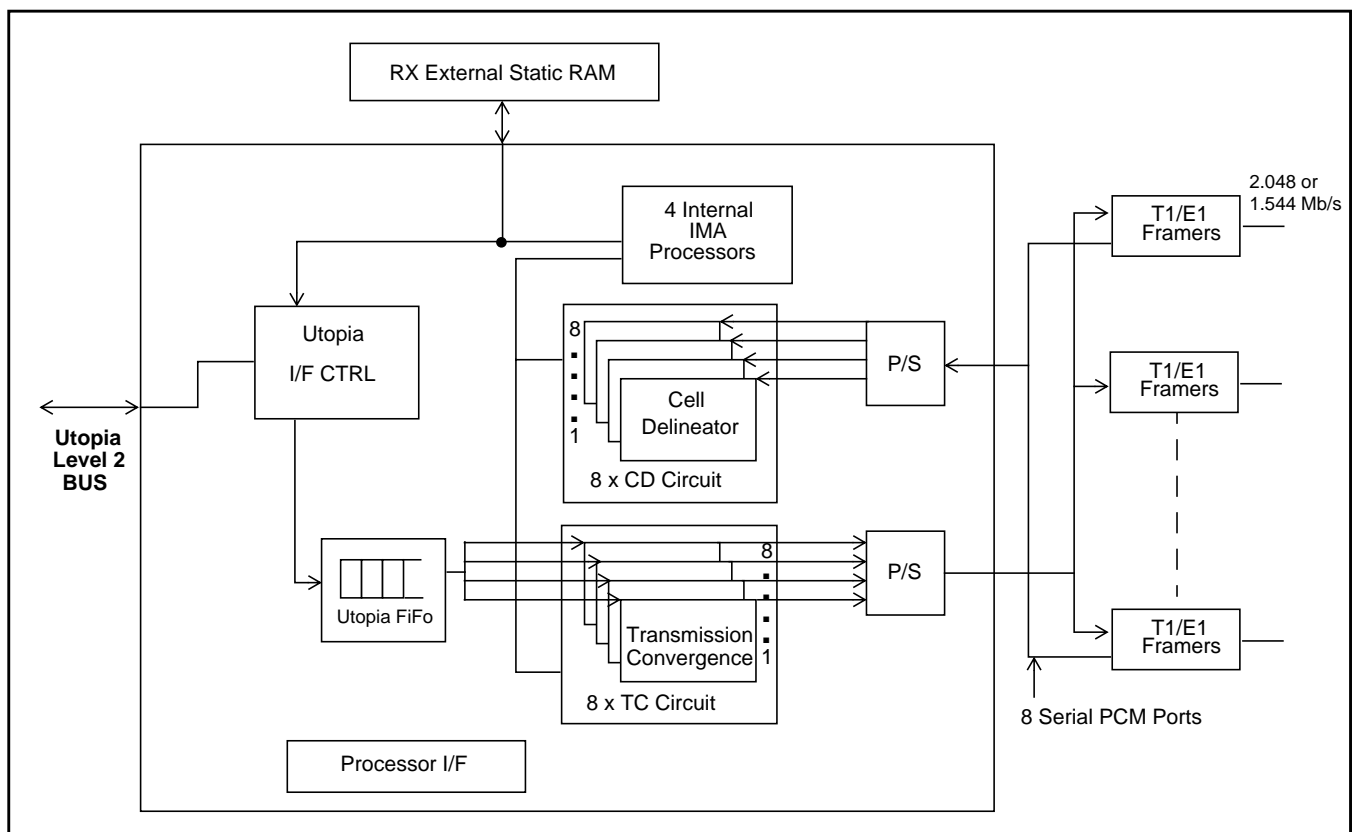 RX External Static RAM
4 Internal
IMA
Processors
2.048 or
1.544 Mb/s
T1/E1
Framers
Utopia
I/F CTRL
8
1
Cell
Delineator
8 x CD Circuit
P/S
T1/E1
Framers
Utopia
Level 2
BUS
Utopia FiFo
8
1
Transmission
Convergence
8 x TC Circuit
P/S
T1/E1
Framers
8 Serial PCM Ports
Processor I/F